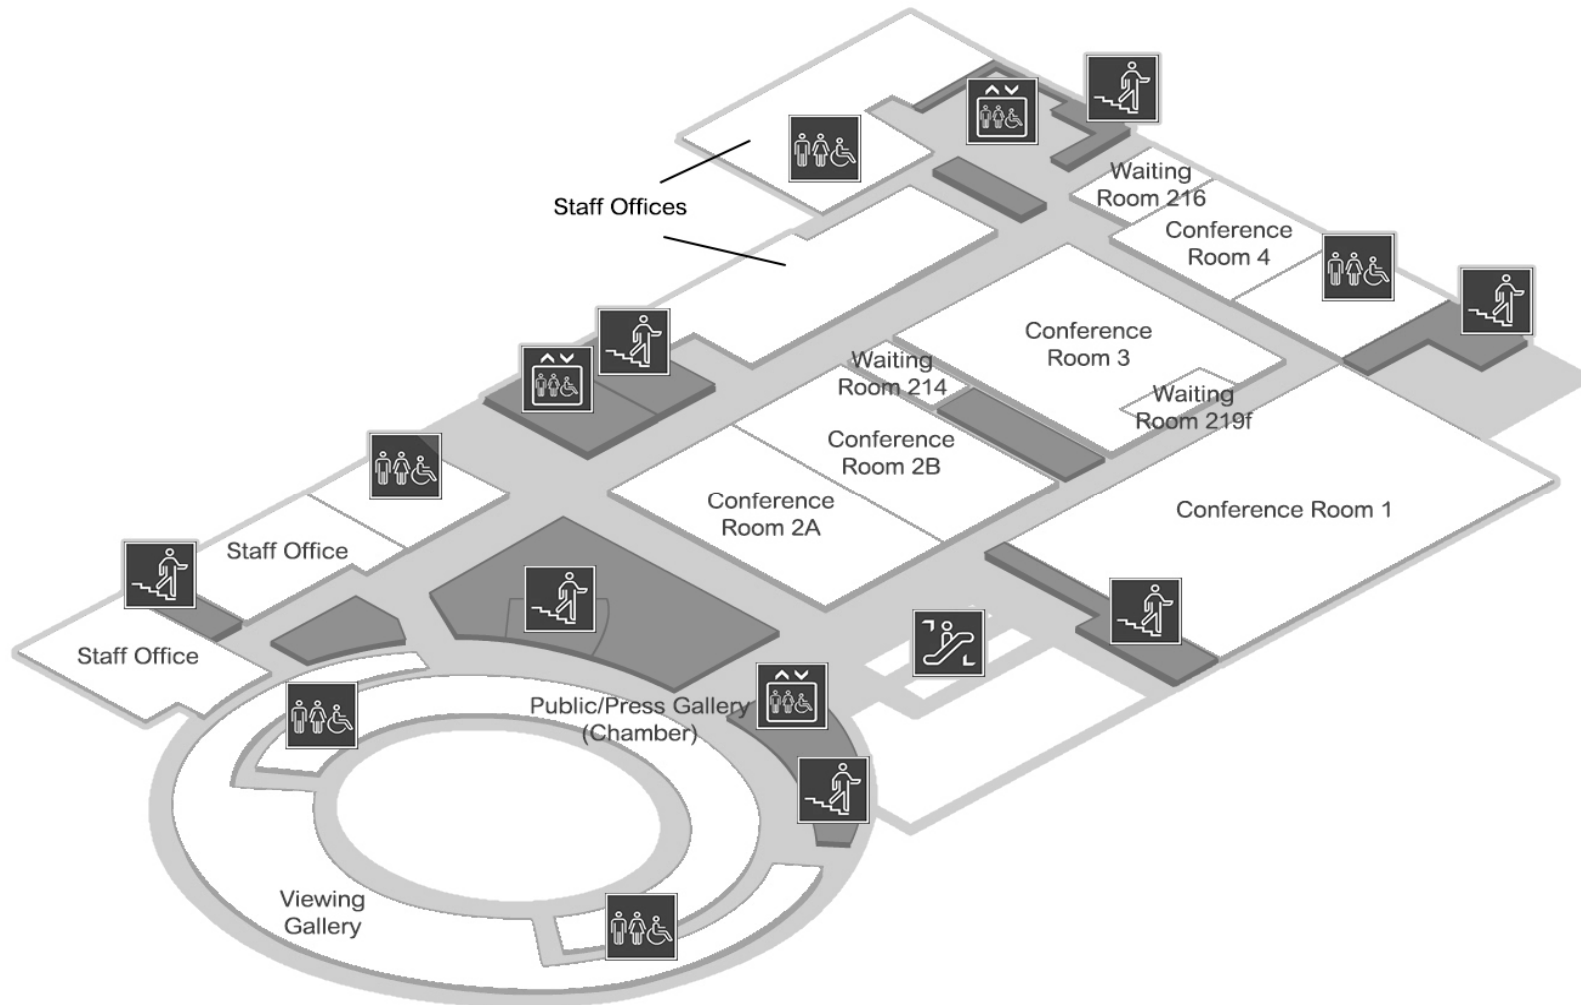 Waiting
Room 216
Staff Offices
Conference
Room 4
Conference
Room 3
Waiting
Room 214
Waiting
Room 219f
Conference
Room 2B
Conference
Room 2A
Conference Room 1
Staff Office
Staff Office
Public/Press Gallery
(Chamber)
Viewing
Gallery